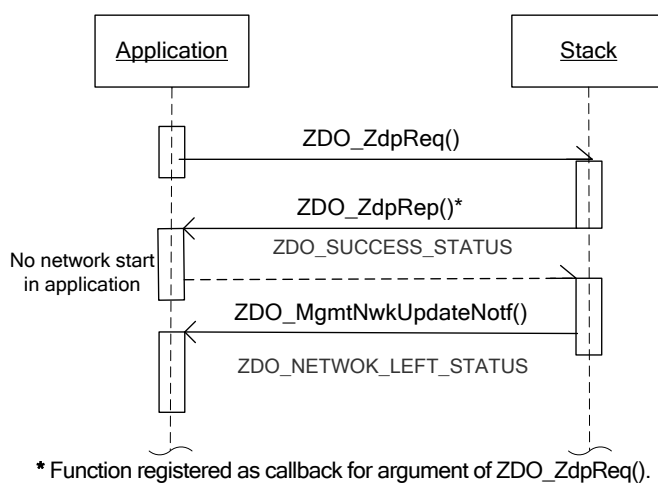 Application
Stack
ZDO_ZdpReq()
ZDO_ZdpRep()*
ZDO_SUCCESS_STATUS
No network start
in application
ZDO_MgmtNwkUpdateNotf()
ZDO_NETWOK_LEFT_STATUS
* Function registered as callback for argument of ZDO_ZdpReq().